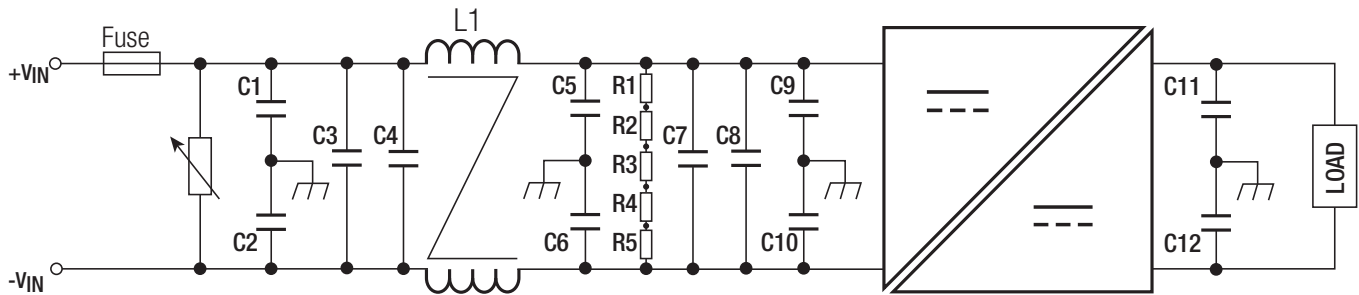 Fuse
L1
+VIN
C1
C2
C3
C4
C5
C6
R1
R2
R3
R4
R5
C7
C8
C9
C10
C11
C12
LOAD
-VIN